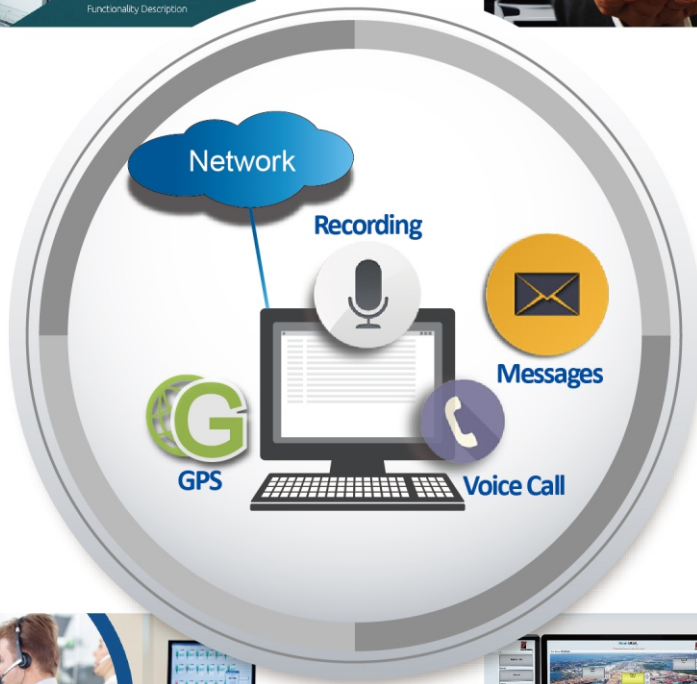 Functionality Description
Network
Recording
Messages
G
GPS
Voice Call